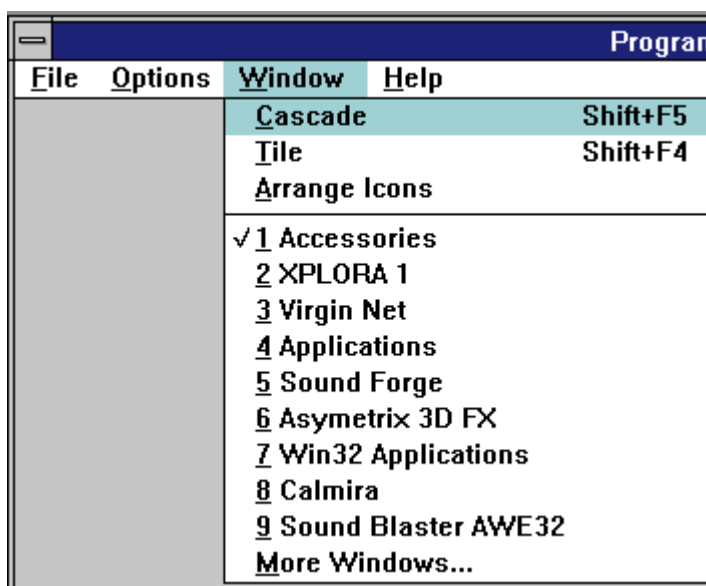 Progran
File Options Window Help
Cascade Shift+F5
Tile Shift+F4
Arrange Icons
✓ 1 Accessories
2 XPLORA 1
3 Virgin Net
4 Applications
5 Sound Forge
6 Asymetrix 3D FX
7 Win32 Applications
8 Calmira
9 Sound Blaster AWE32
More Windows...